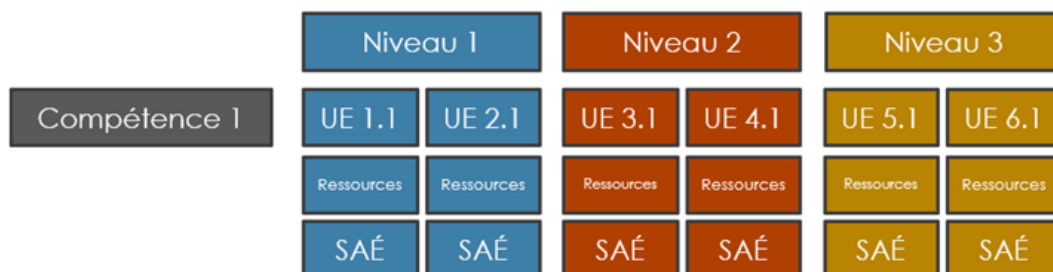 Niveau 1 Niveau 2 Niveau 3
Compétence 1 UE 1.1 UE 2.1 UE 3.1 UE 4.1 UE 5.1 UE 6.1
Ressources Ressources Ressources Ressources Ressources Ressources
SAÉ SAÉ SAÉ SAÉ SAÉ SAÉ